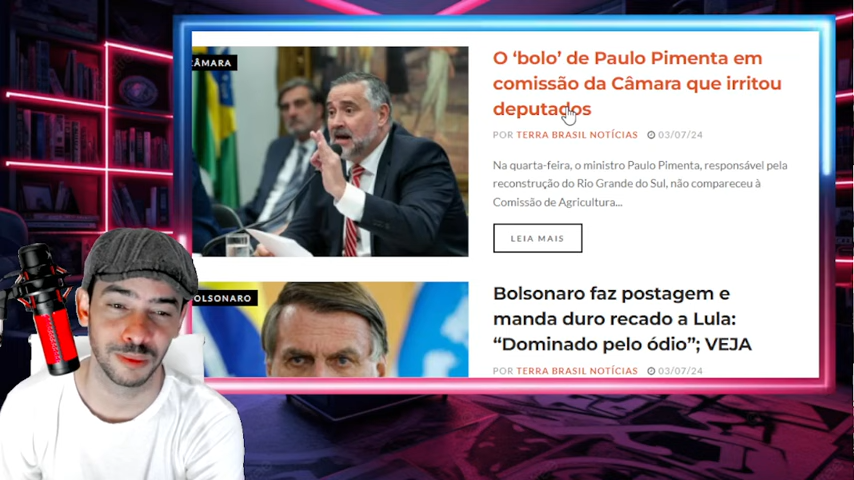 CÂMARA
O ‘bolo’ de Paulo Pimenta em
comissão da Câmara que irritou
deputados
POR TERRA BRASIL NOTÍCIAS 03/07/24
Na quarta-feira, o ministro Paulo Pimenta, responsável pela
reconstrução do Rio Grande do Sul, não compareceu à
Comissão de Agricultura...
LEIA MAIS
OLSONARO
Bolsonaro faz postagem e
manda duro recado a Lula:
“Dominado pelo ódio”; VEJA
POR TERRA BRASIL NOTÍCIAS 03/07/24